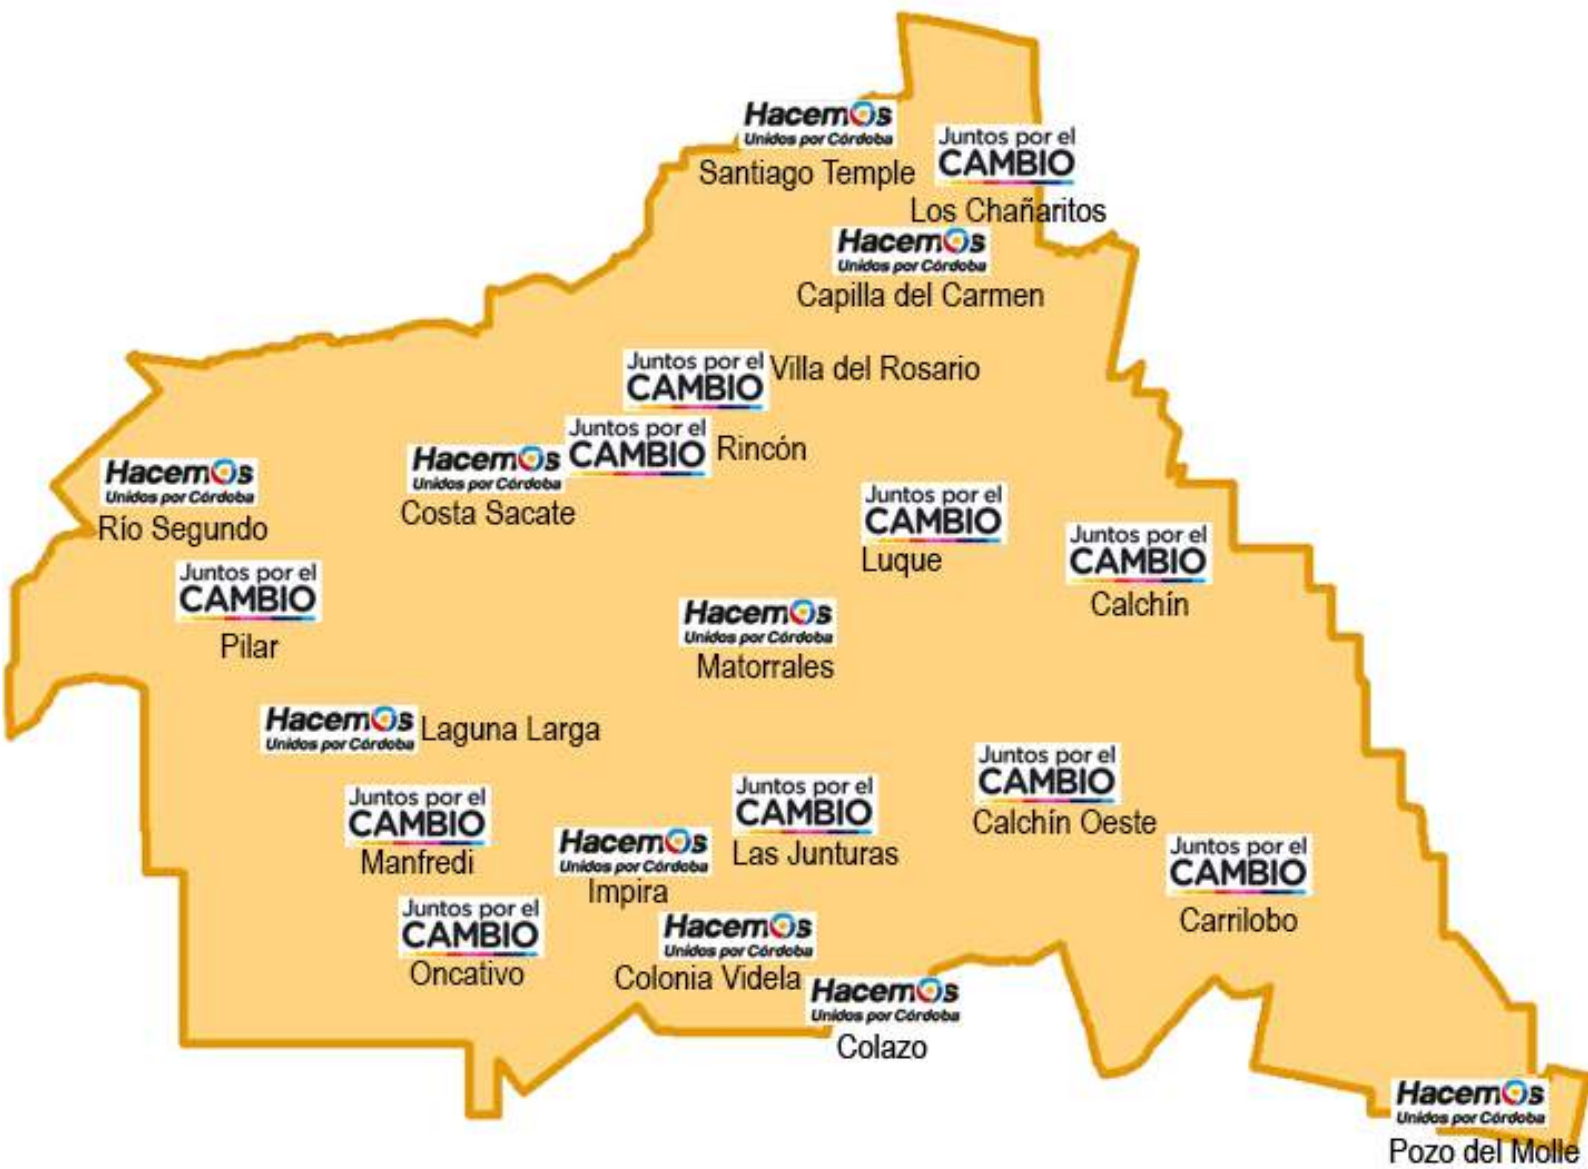 Hacemos
Unidos por Córdoba
Santiago Temple
Juntos por el
CAMBIO
Los Chañaritos
Hacemos
Unidos por Córdoba
Capilla del Carmen
Juntos por el
CAMBIO
Villa del Rosario
Juntos por el
CAMBIO
Rincón
Hacemos
Unidos por Córdoba
Costa Sacate
Hacemos
Unidos por Córdoba
Río Segundo
Juntos por el
CAMBIO
Luque
Juntos por el
CAMBIO
Calchín
Juntos por el
CAMBIO
Pilar
Hacemos
Unidos por Córdoba
Matorrales
Hacemos
Unidos por Córdoba
Laguna Larga
Juntos por el
CAMBIO
Calchín Oeste
Juntos por el
CAMBIO
Las Junturas
Juntos por el
CAMBIO
Manfredi
Hacemos
Unidos por Córdoba
Impira
Juntos por el
CAMBIO
Carrilobo
Juntos por el
CAMBIO
Oncativo
Hacemos
Unidos por Córdoba
Colonia Videla
Hacemos
Unidos por Córdoba
Colazo
Hacemos
Unidos por Córdoba
Pozo del Molle